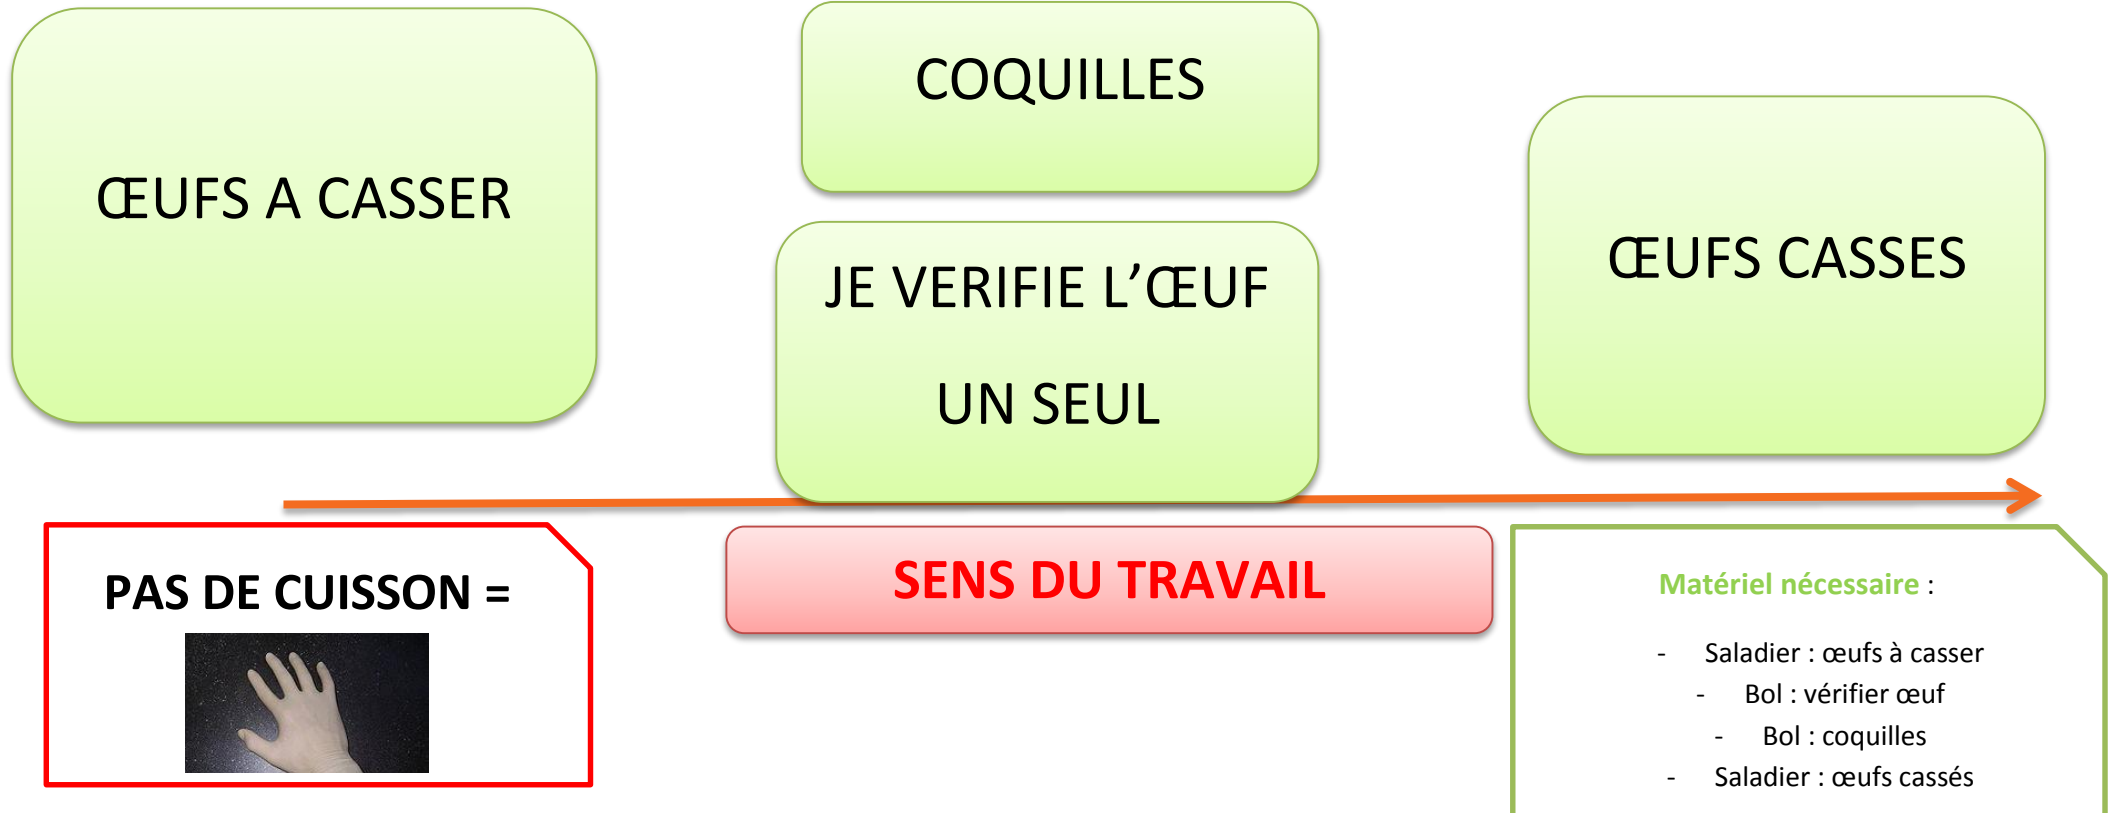 ŒUFS A CASSER
COQUILLES
JE VERIFIE L’ŒUF
UN SEUL
ŒUFS CASSES
PAS DE CUISSON =
SENS DU TRAVAIL
Matériel nécessaire :
- Saladier : œufs à casser
- Bol : vérifier œuf
- Bol : coquilles
- Saladier : œufs cassés